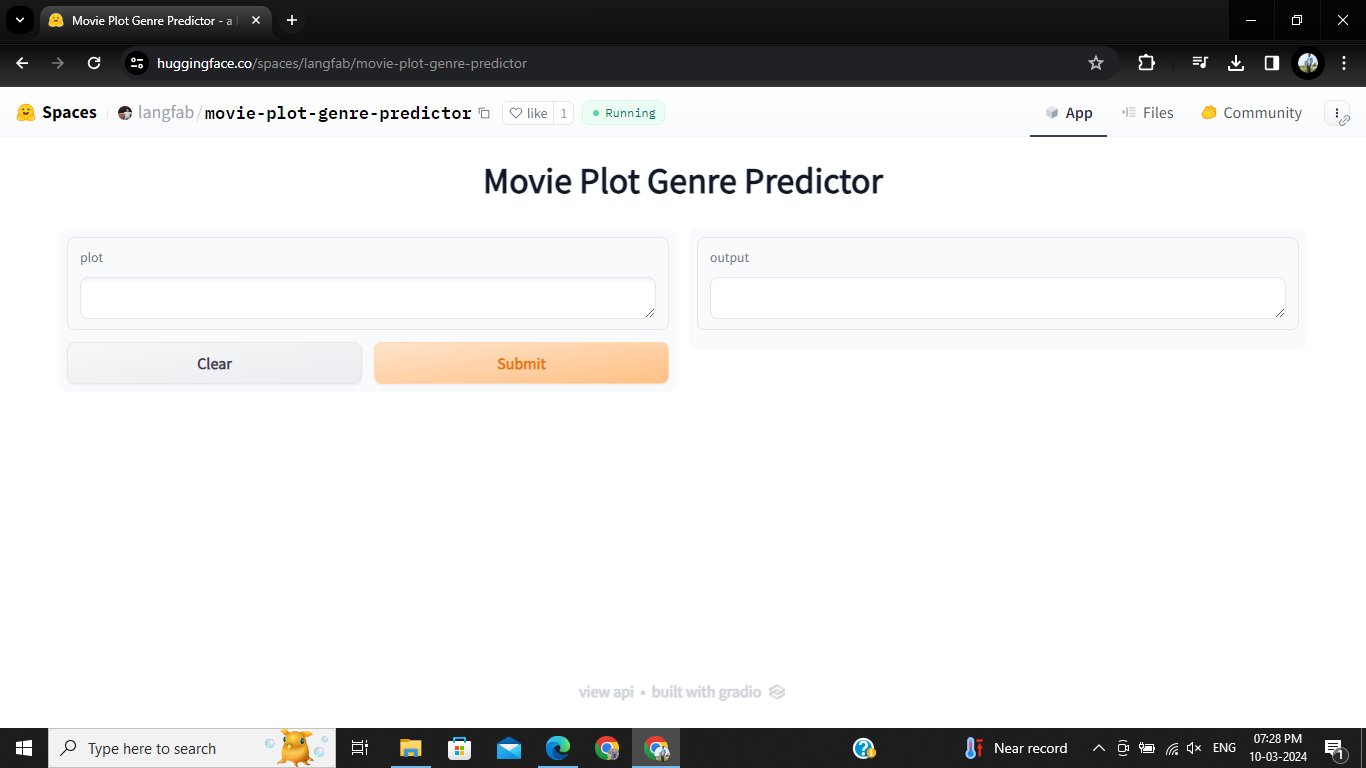 Movie Plot Genre Predictor - a
huggingface.co/spaces/langfab/movie-plot-genre-predictor
Spaces langfab/movie-plot-genre-predictor like 1 Running App Files Community
Movie Plot Genre Predictor
plot output
Clear Submit
view api • built with gradio
Type here to search Near record ENG 07:28 PM
10-03-2024 1